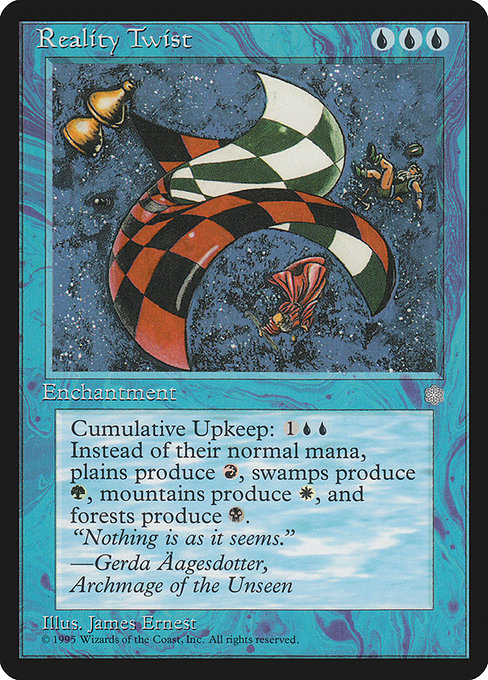 Reality Twist
Enchantment
Cumulative Upkeep: 1
Instead of their normal mana,
plains produce , swamps produce
, mountains produce , and
forests produce .
“Nothing is as it seems.”
—Gerda Äagesdotter,
Archmage of the Unseen
Illus. James Ernest
© 1995 Wizards of the Coast, Inc. All rights reserved.